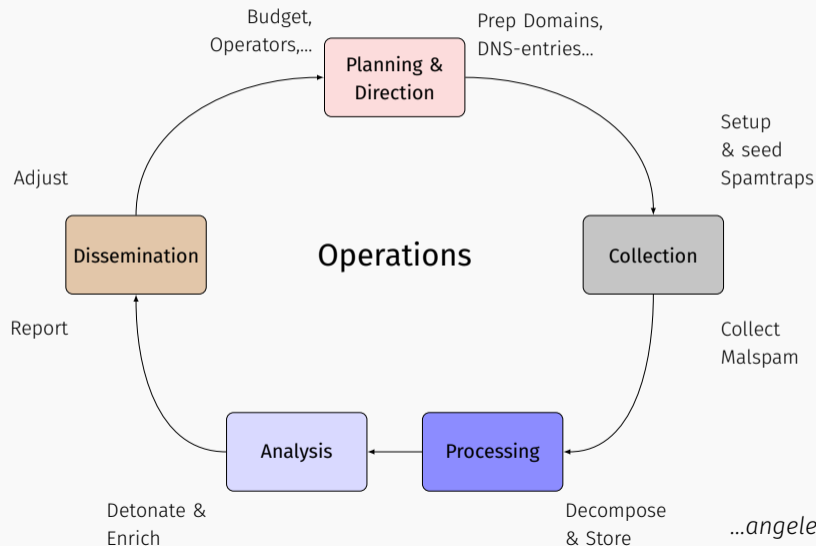 Budget,
Operators,...
Prep Domains,
DNS-entries...
Planning &
Direction
Setup
& seed
Spamtraps
Adjust
Dissemination
Operations
Collection
Report
Collect
Malspam
Analysis
Processing
Detonate &
Enrich
Decompose
& Store
...angele